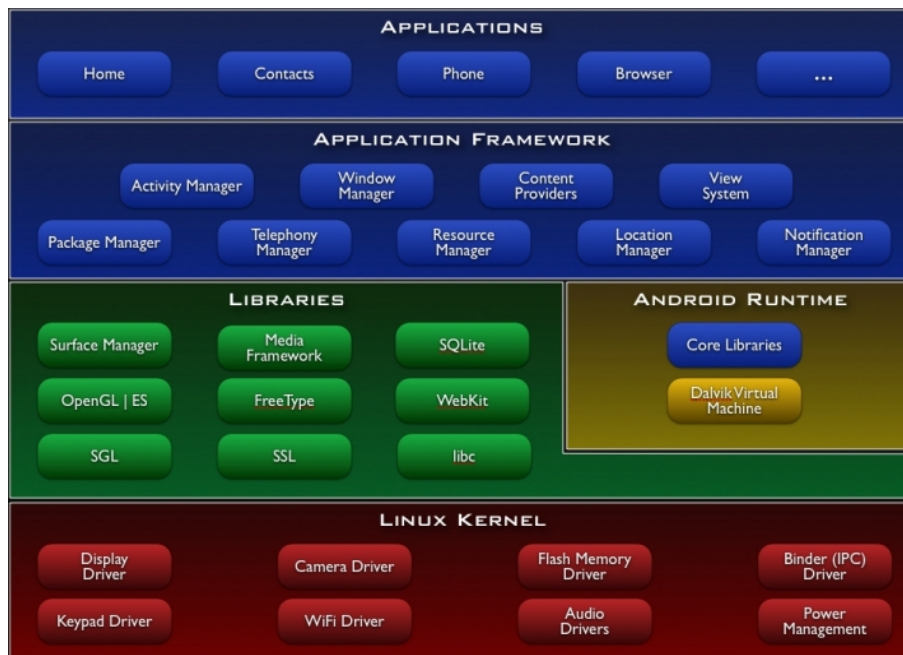 APPLICATIONS
Home
Contacts
Phone
Browser
...
APPLICATION FRAMEWORK
Activity Manager
Window
Manager
Content
Providers
View
System
Package Manager
Telephony
Manager
Resource
Manager
Location
Manager
Notification
Manager
LIBRARIES
Surface Manager
Media
Framework
SQLite
OpenGL | ES
FreeType
WebKit
SGL
SSL
libc
ANDROID RUNTIME
Core Libraries
Dalvik Virtual
Machine
LINUX KERNEL
Display
Driver
Camera Driver
Flash Memory
Driver
Binder (IPC)
Driver
Keypad Driver
WiFi Driver
Audio
Drivers
Power
Management